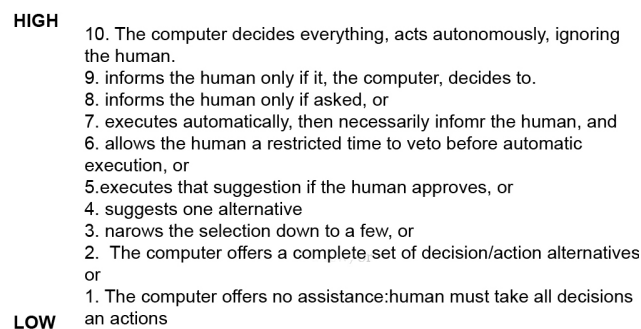 HIGH
10. The computer decides everything, acts autonomously, ignoring
the human.
9. informs the human only if it, the computer, decides to.
8. informs the human only if asked, or
7. executes automatically, then necessarily infomr the human, and
6. allows the human a restricted time to veto before automatic
execution, or
5.executes that suggestion if the human approves, or
4. suggests one alternative
3. narows the selection down to a few, or
2. The computer offers a complete set of decision/action alternatives
or
1. The computer offers no assistance:human must take all decisions
LOW an actions